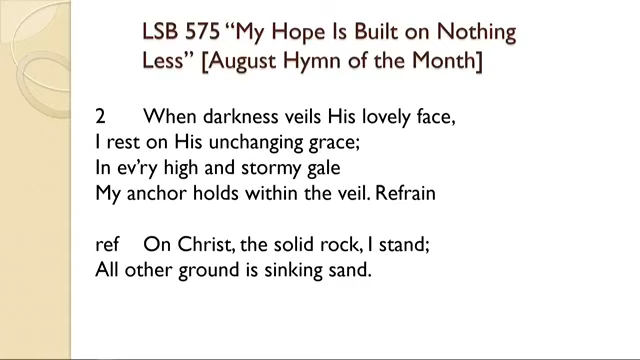 LSB 575 “My Hope Is Built on Nothing
Less” [August Hymn of the Month]
2 When darkness veils His lovely face,
I rest on His unchanging grace;
In ev’ry high and stormy gale
My anchor holds within the veil. Refrain
ref On Christ, the solid rock, I stand;
All other ground is sinking sand.